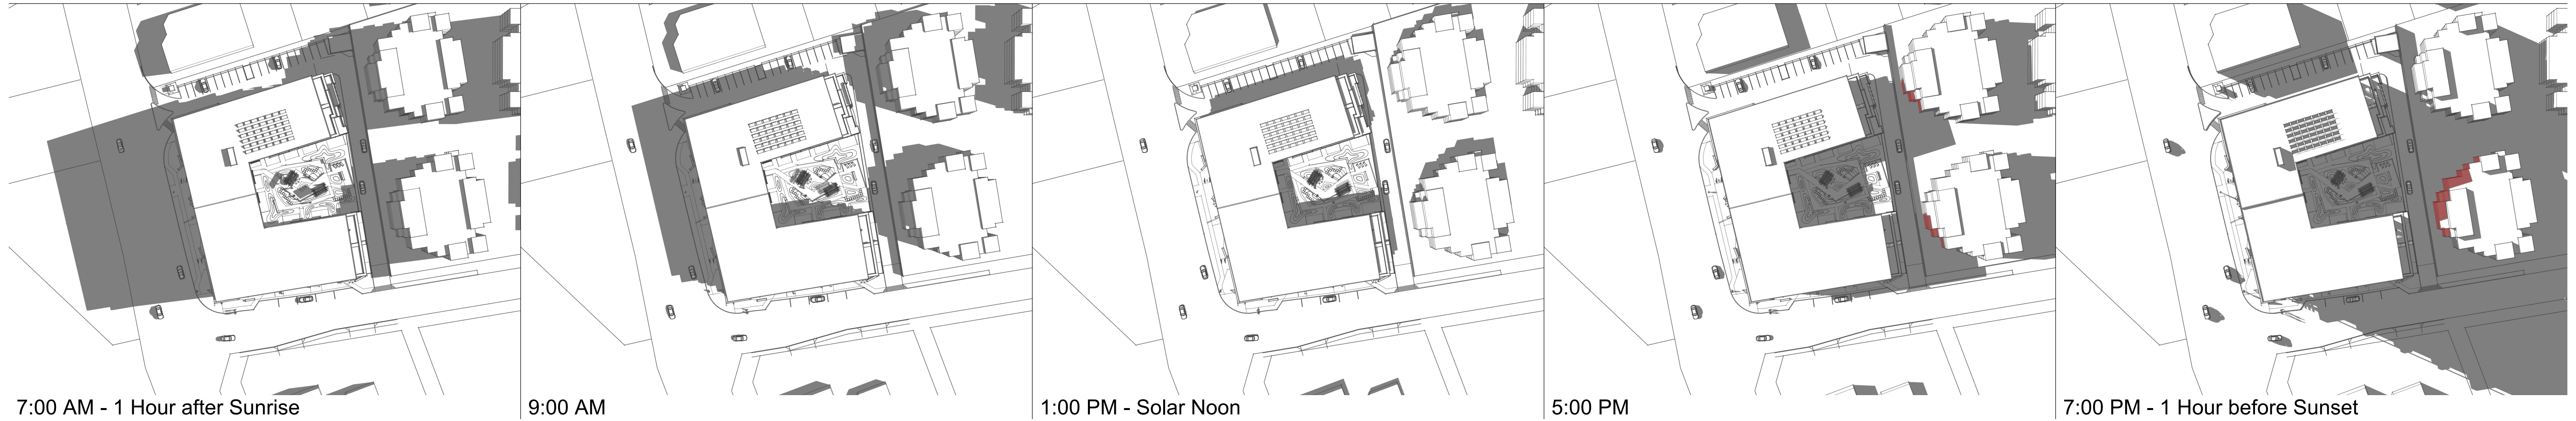 7:00 AM - 1 Hour after Sunrise
9:00 AM
1:00 PM - Solar Noon
5:00 PM
7:00 PM - 1 Hour before Sunset